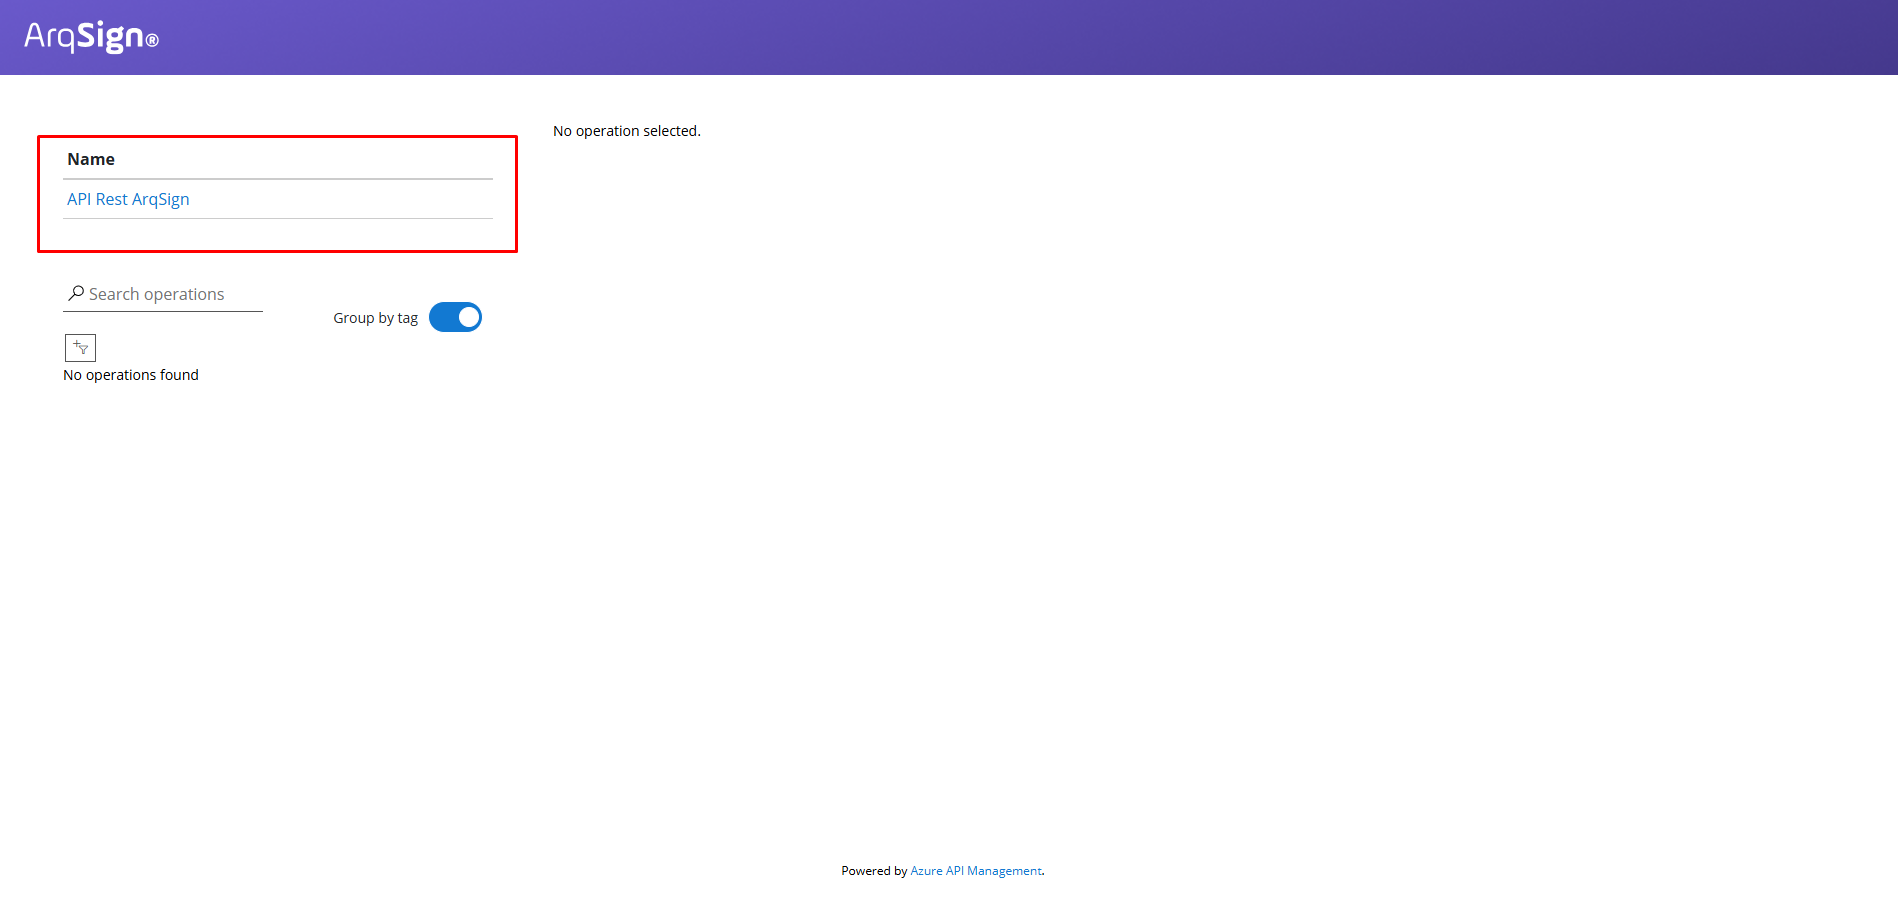 ArqSign®
No operation selected.
Name
API Rest ArqSign
Search operations
Group by tag
No operations found
Powered by Azure API Management.